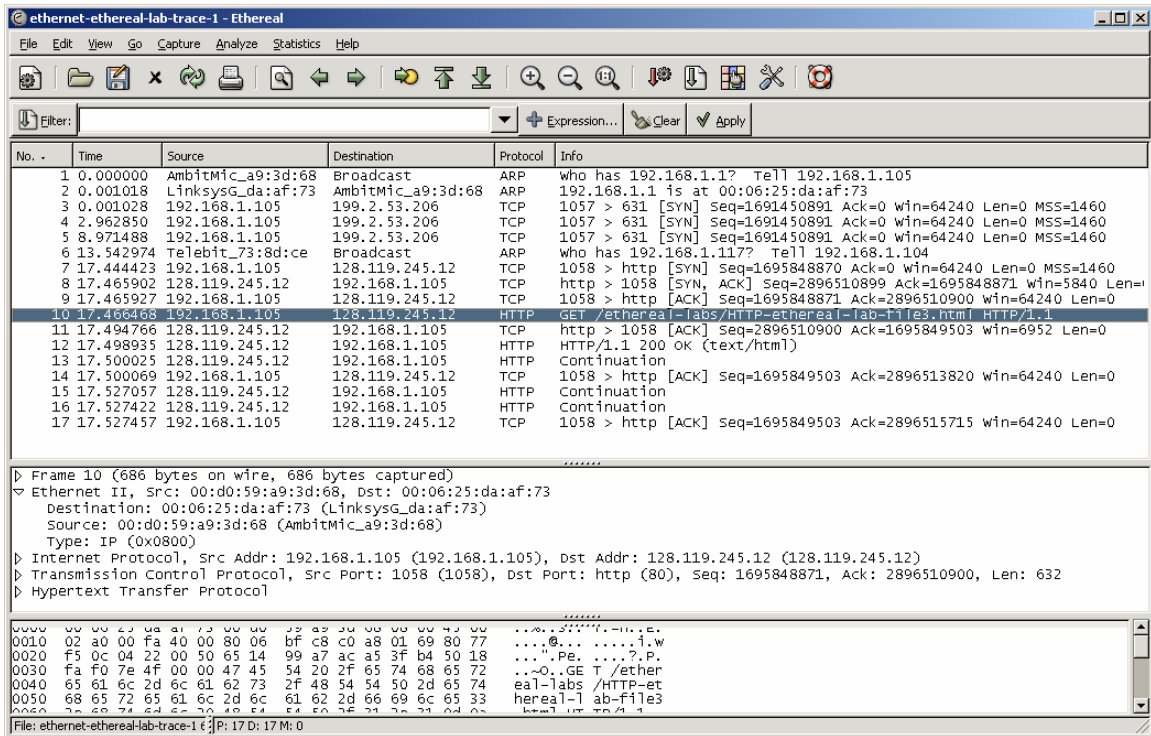 ethernet-ethereal-lab-trace-1 - Ethereal
File Edit View Go Capture Analyze Statistics Help
Filter: Expression... Clear Apply
No. Time Source Destination Protocol Info
1 0.000000 AmbitMic_a9:3d:68 Broadcast ARP Who has 192.168.1.1? Tell 192.168.1.105
2 0.001018 LinksysG_da:af:73 AmbitMic_a9:3d:68 ARP 192.168.1.1 is at 00:06:25:da:af:73
3 0.001028 192.168.1.105 199.2.53.206 TCP 1057 > 631 [SYN] Seq=1691450891 Ack=0 Win=64240 Len=0 MSS=1460
4 2.962850 192.168.1.105 199.2.53.206 TCP 1057 > 631 [SYN] Seq=1691450891 Ack=0 Win=64240 Len=0 MSS=1460
5 8.971488 192.168.1.105 199.2.53.206 TCP 1057 > 631 [SYN] Seq=1691450891 Ack=0 Win=64240 Len=0 MSS=1460
6 13.542974 Telebit_73:8d:ce Broadcast ARP Who has 192.168.1.117? Tell 192.168.1.104
7 17.444423 192.168.1.105 128.119.245.12 TCP 1058 > http [SYN] Seq=1695848870 Ack=0 Win=64240 Len=0 MSS=1460
8 17.465902 128.119.245.12 192.168.1.105 TCP http > 1058 [SYN, ACK] Seq=2896510899 Ack=1695848871 Win=5840 Len=
9 17.465927 192.168.1.105 128.119.245.12 TCP 1058 > http [ACK] Seq=1695848871 Ack=2896510900 Win=64240 Len=0
10 17.466468 192.168.1.105 128.119.245.12 HTTP GET /ethereal-labs/HTTP-ethereal-lab-file3.html HTTP/1.1
11 17.494766 128.119.245.12 192.168.1.105 TCP http > 1058 [ACK] Seq=2896510900 Ack=1695849503 Win=6952 Len=0
12 17.498935 128.119.245.12 192.168.1.105 HTTP HTTP/1.1 200 OK (text/html)
13 17.500025 128.119.245.12 192.168.1.105 HTTP Continuation
14 17.500069 192.168.1.105 128.119.245.12 TCP 1058 > http [ACK] Seq=1695849503 Ack=2896513820 Win=64240 Len=0
15 17.527057 128.119.245.12 192.168.1.105 HTTP Continuation
16 17.527422 128.119.245.12 192.168.1.105 HTTP Continuation
17 17.527457 192.168.1.105 128.119.245.12 TCP 1058 > http [ACK] Seq=1695849503 Ack=2896515715 Win=64240 Len=0
Frame 10 (686 bytes on wire, 686 bytes captured)
Ethernet II, Src: 00:d0:59:a9:3d:68, Dst: 00:06:25:da:af:73
Destination: 00:06:25:da:af:73 (LinksysG_da:af:73)
Source: 00:d0:59:a9:3d:68 (AmbitMic_a9:3d:68)
Type: IP (0x0800)
Internet Protocol, Src Addr: 192.168.1.105 (192.168.1.105), Dst Addr: 128.119.245.12 (128.119.245.12)
Transmission Control Protocol, Src Port: 1058 (1058), Dst Port: http (80), Seq: 1695848871, Ack: 2896510900, Len: 632
Hypertext Transfer Protocol
0010 02 a0 00 fa 40 00 80 06 bf c8 c0 a8 01 69 80 77 ....@... .....i.w
0020 f5 0c 04 22 00 50 65 14 99 a7 ac a5 3f b4 50 18 ...".Pe. ....?.P.
0030 fa f0 7e 4f 00 00 47 45 54 20 2f 65 74 68 65 72 ..~O..GE T /ether
0040 65 61 6c 2d 6c 61 62 73 2f 48 54 54 50 2d 65 74 eal-labs /HTTP-et
0050 68 65 72 65 61 6c 2d 6c 61 62 2d 66 69 6c 65 33 hereal-l ab-file3
File: ethernet-ethereal-lab-trace-1 6 P: 17 D: 17 M: 0